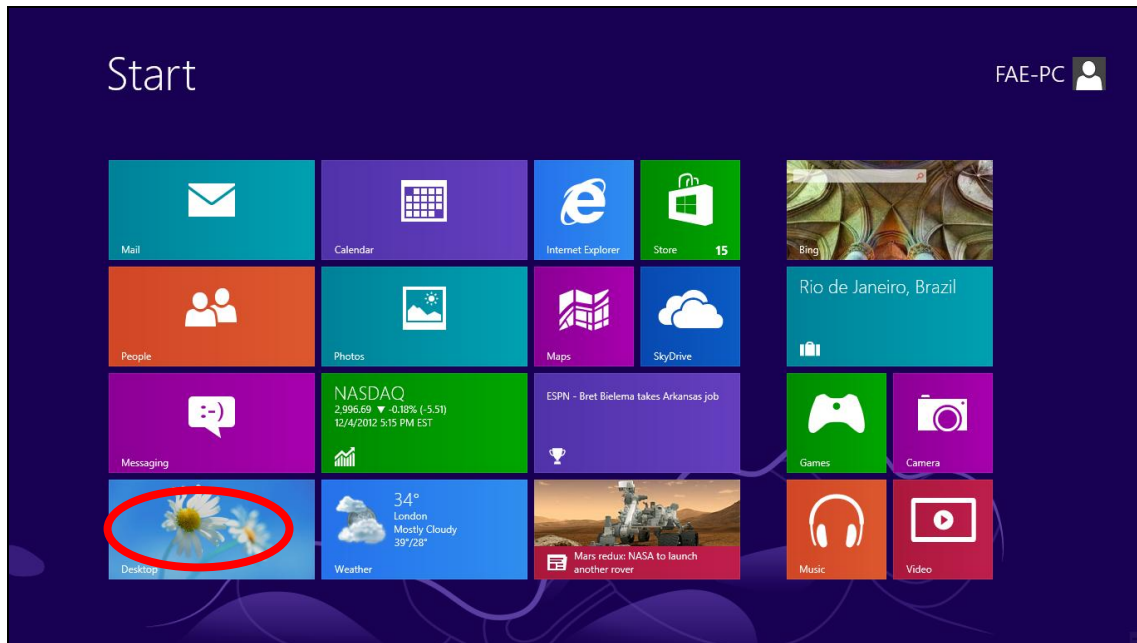 Start
FAE-PC
Mail
Calendar
Internet Explorer
Store 15
Bing
People
Photos
Maps
SkyDrive
Rio de Janeiro, Brazil
Messaging
NASDAQ
2,996.69 ▼ -0.18% (-5.51)
12/4/2012 5:15 PM EST
ESPN - Bret Bielema takes Arkansas job
Games
Camera
Desktop
34°
London
Mostly Cloudy
39°/28°
Weather
Mars redux: NASA to launch
another rover
Music
Video